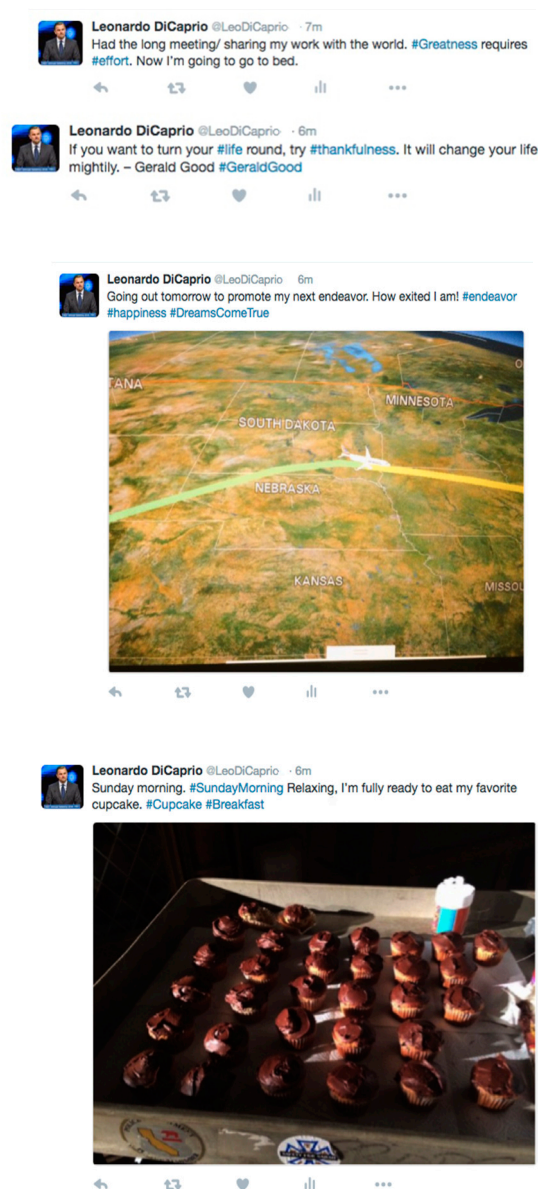 Leonardo DiCaprio @LeoDiCaprio · 7m
Had the long meeting/ sharing my work with the world. #Greatness requires
#effort. Now I'm going to go to bed.
Leonardo DiCaprio @LeoDiCaprio · 6m
If you want to turn your #life round, try #thankfulness. It will change your life
mightily. – Gerald Good #GeraldGood
Leonardo DiCaprio @LeoDiCaprio 6m
Going out tomorrow to promote my next endeavor. How exited I am! #endeavor
#happiness #DreamsComeTrue
TANA
MINNESOTA
SOUTH DAKOTA
NEBRASKA
KANSAS
MISSOU
Leonardo DiCaprio @LeoDiCaprio · 6m
Sunday morning. #SundayMorning Relaxing, I'm fully ready to eat my favorite
cupcake. #Cupcake #Breakfast